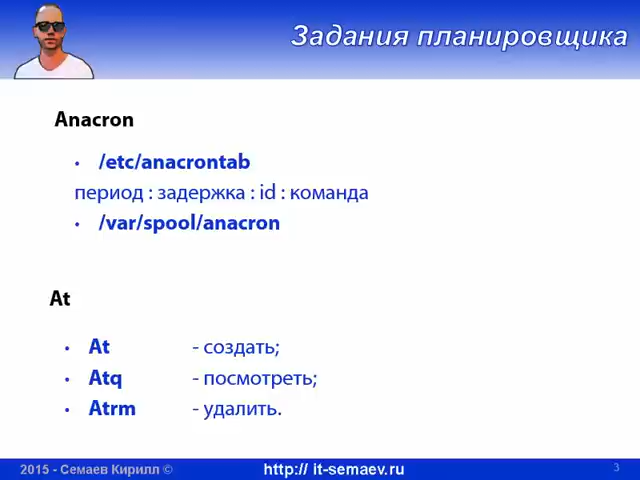 Задания планировщика
Anacron
• /etc/anacrontab
период : задержка : id : команда
• /var/spool/anacron
At
• At - создать;
• Atq - посмотреть;
• Atrm - удалить.
2015 - Семаев Кирилл © http:// it-semaev.ru 3